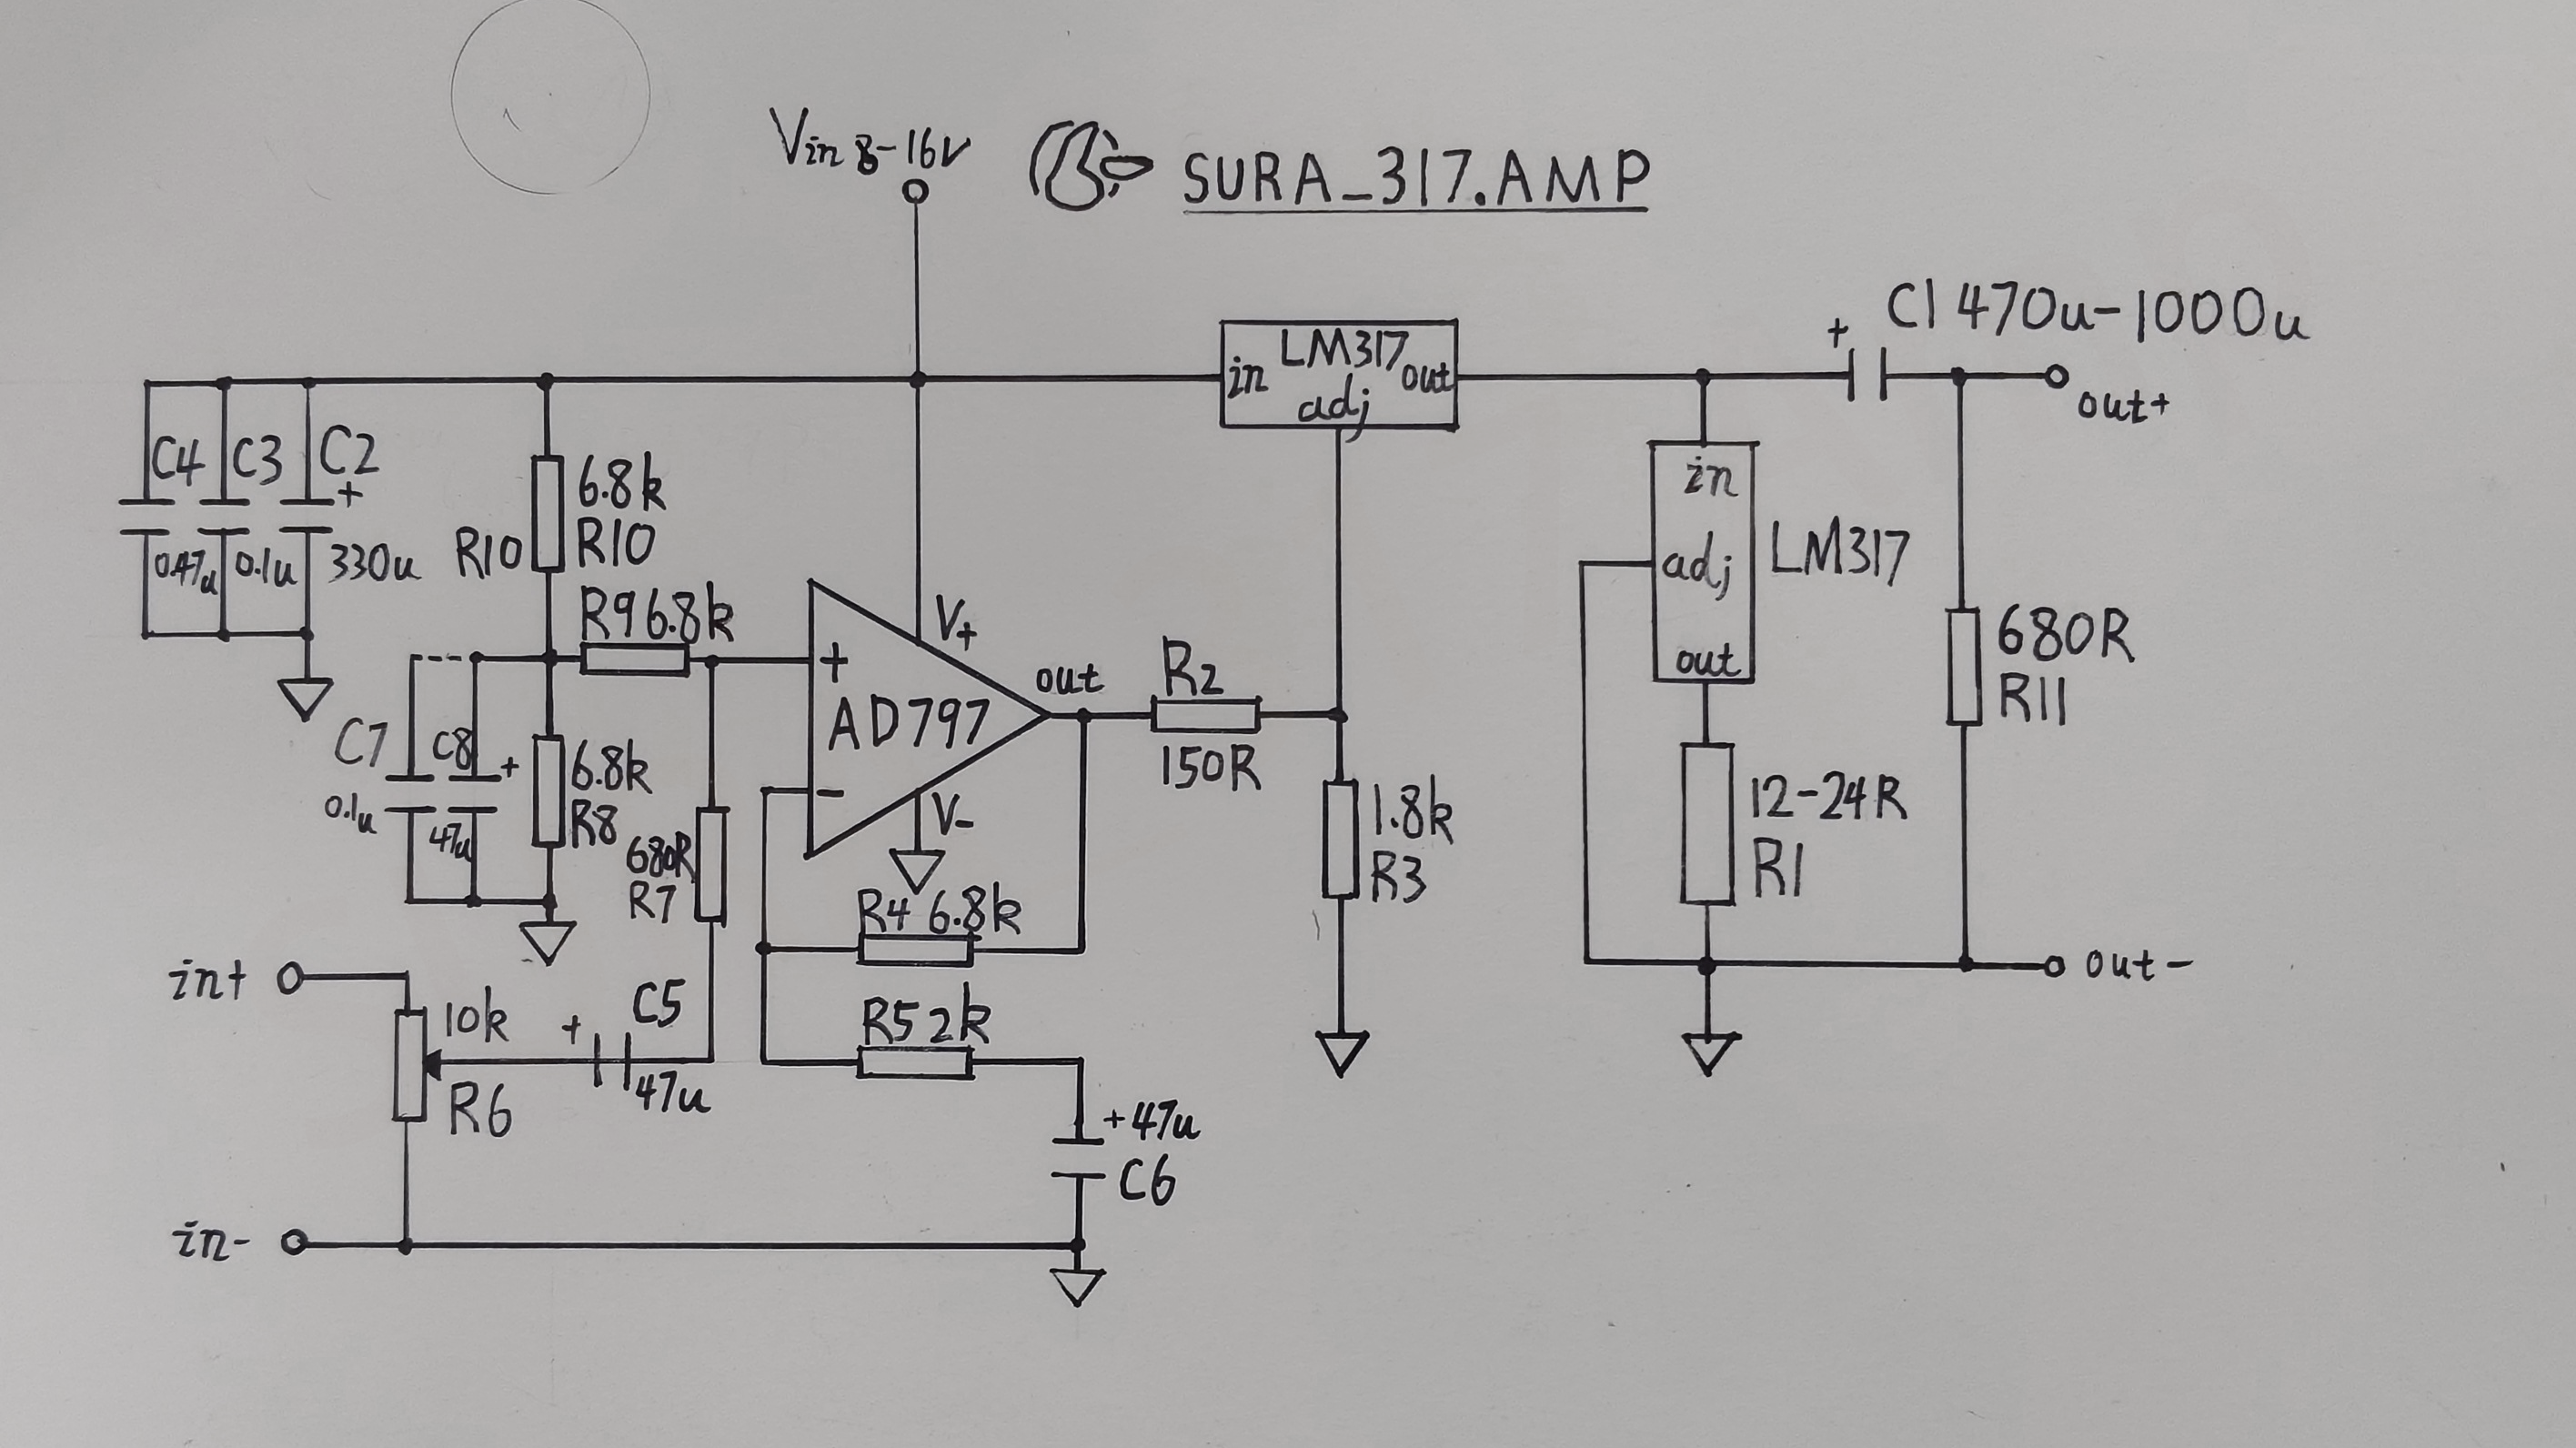 Vin 8-16V
SURA_317.AMP
C1 470u-1000u
+
out+
LM317
in
out
adj
C4
C3
C2
+
0.47u
0.1u
330u
6.8k
R10
R10
R9 6.8k
V+
+
AD797
out
-
V-
R2
150R
in
adj
LM317
out
680R
R11
C7
C8
+
0.1u
47u
6.8k
R8
680R
R7
1.8k
R3
12-24R
R1
R4 6.8k
R5 2k
in+
10k
R6
+
C5
47u
+47u
C6
in-
out-